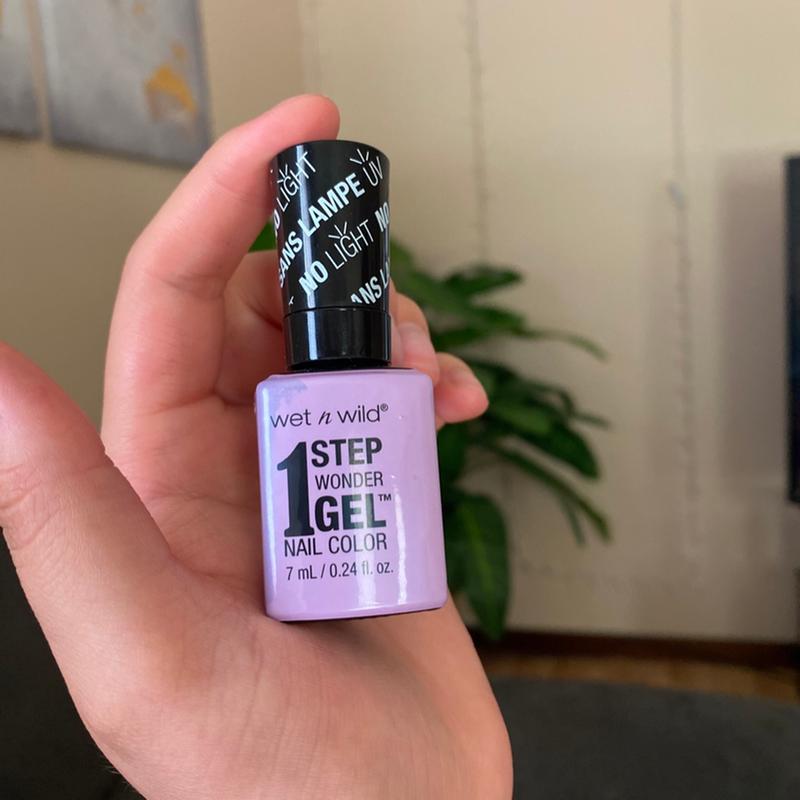 NO LIGHT
UV
SANS LAMPE
NO LIGHT NO
wet n wild®
1 STEP
WONDER
GEL™
NAIL COLOR
7 mL / 0.24 fl. oz.